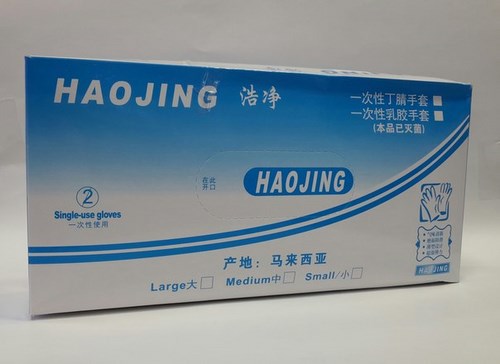 HAOJING 浩净
一次性丁腈手套
一次性乳胶手套
(本品已灭菌)
在此
开口
HAOJING
2
Single-use gloves
一次性使用
产地：马来西亚
Large大 Medium中 Small/小
HAOJING